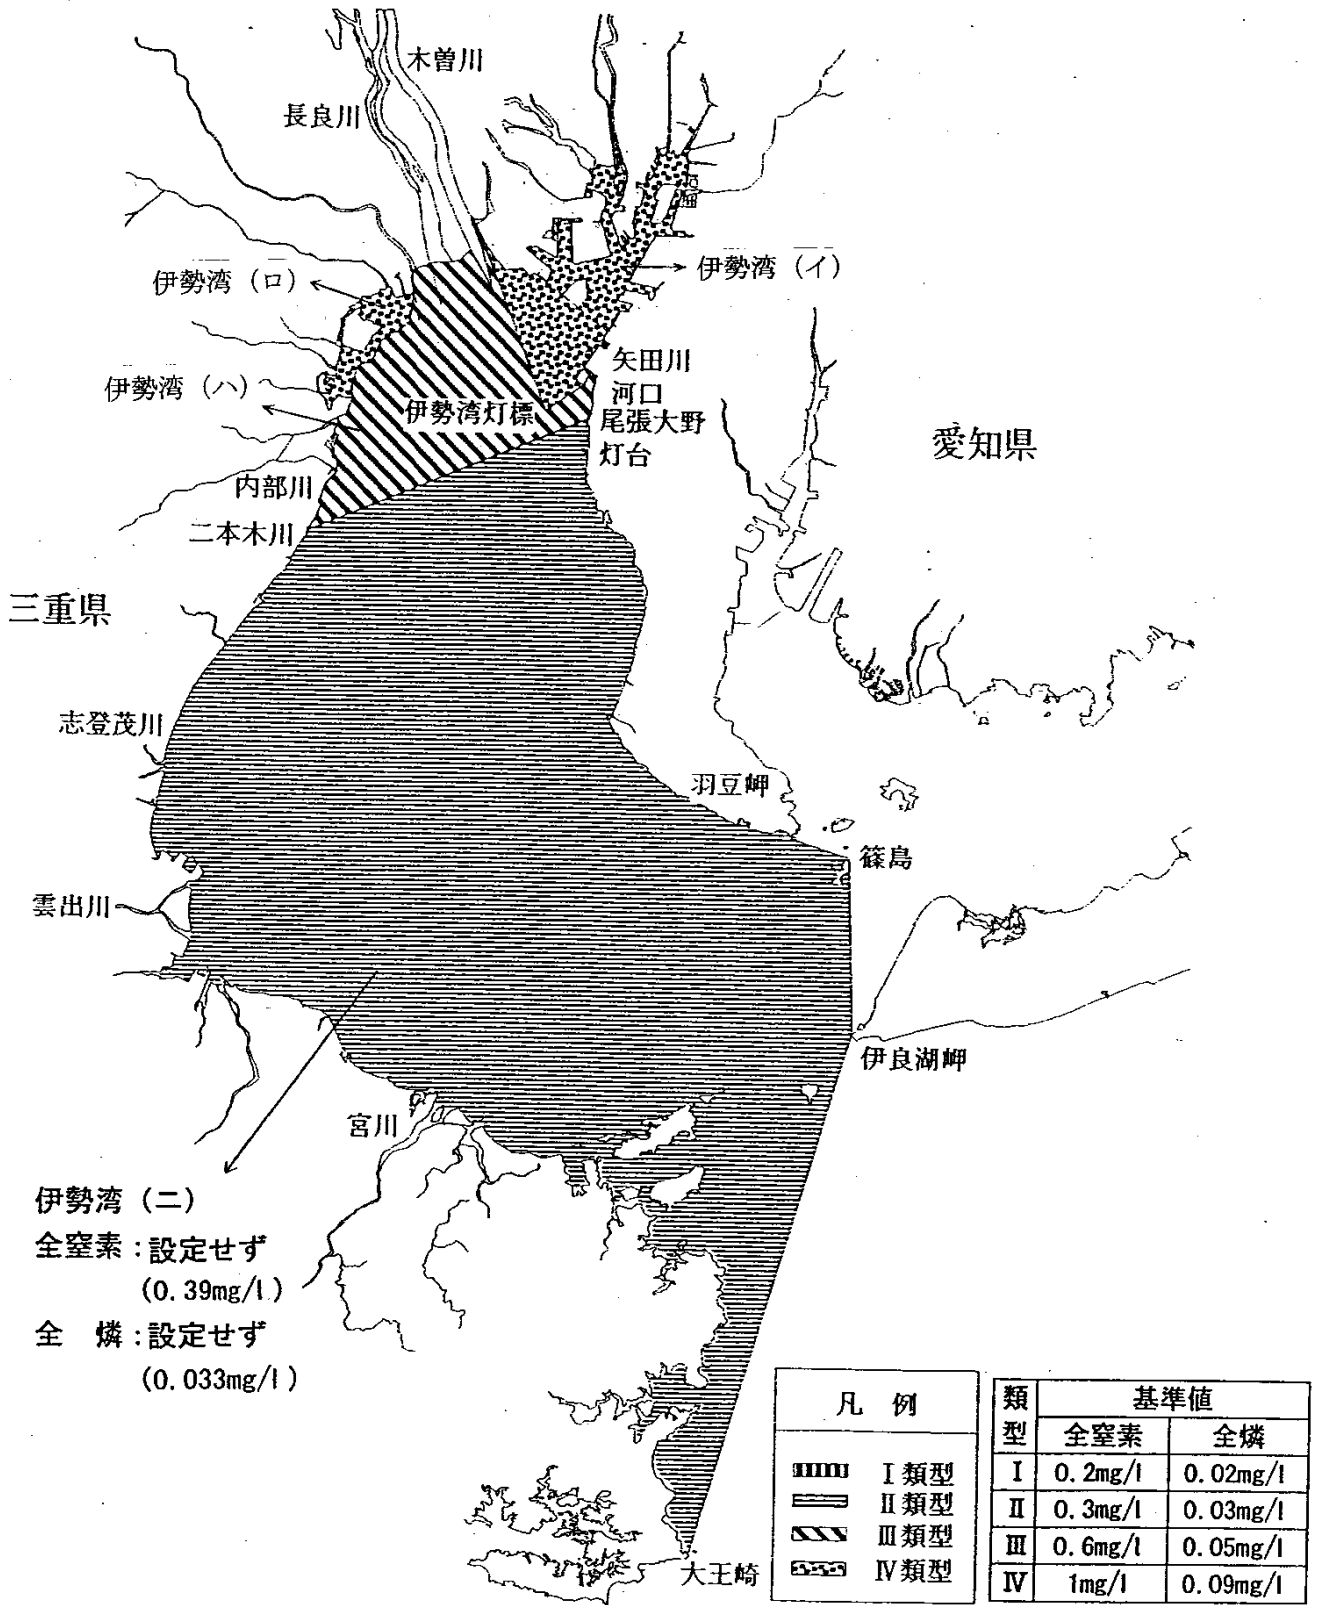 木曽川
長良川
伊勢湾（ロ）
伊勢湾（イ）
伊勢湾（ハ）
矢田川
河口
伊勢湾灯標
尾張大野
灯台
愛知県
内部川
二本木川
三重県
志登茂川
羽豆岬
篠島
雲出川
伊良湖岬
宮川
伊勢湾（ニ）
全窒素：設定せず
(0.39mg/l)
全　燐：設定せず
(0.033mg/l)
大王崎
凡　例
Ⅰ類型
Ⅱ類型
Ⅲ類型
Ⅳ類型
類型 基準値
全窒素 全燐
Ⅰ 0.2mg/l 0.02mg/l
Ⅱ 0.3mg/l 0.03mg/l
Ⅲ 0.6mg/l 0.05mg/l
Ⅳ 1mg/l 0.09mg/l